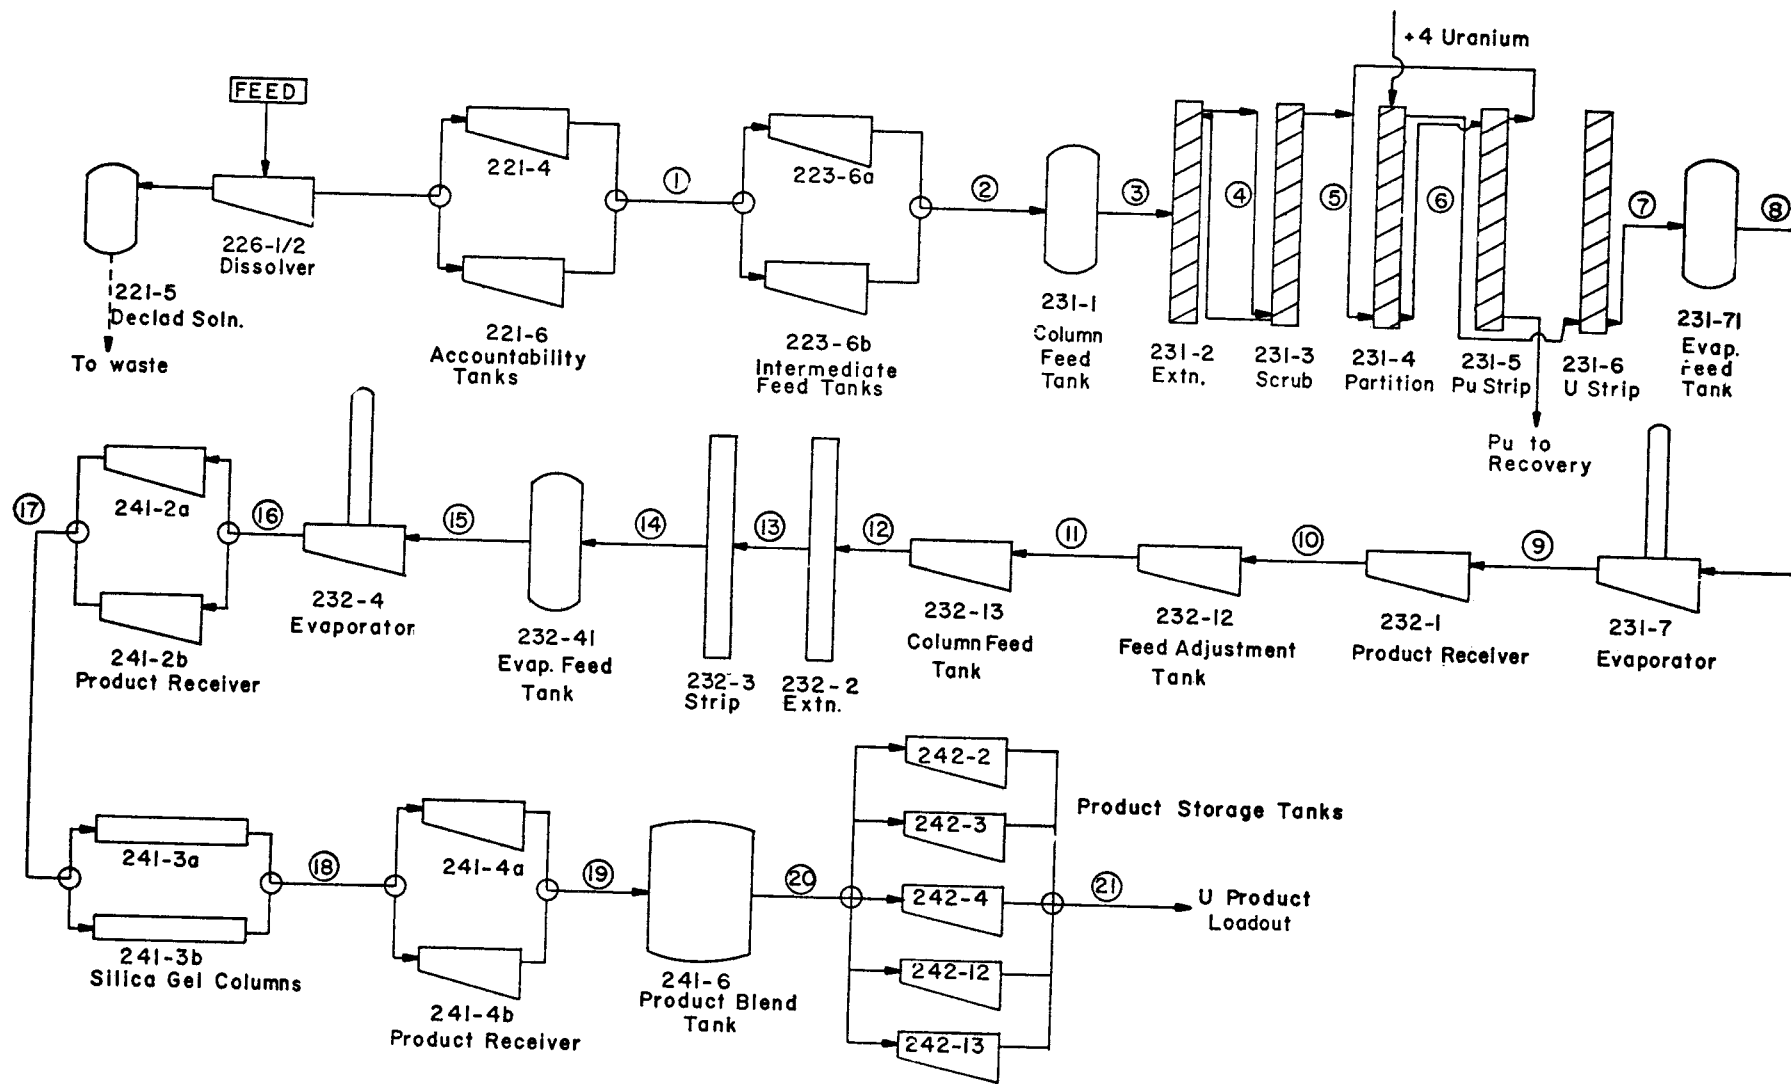 +4 Uranium
FEED
221-4
1
223-6a
2
3
4
5
6
7
8
226-1/2
Dissolver
221-5
Declad Soln.
To waste
221-6
Accountability
Tanks
223-6b
Intermediate
Feed Tanks
231-1
Column
Feed
Tank
231-2
Extn.
231-3
Scrub
231-4
Partition
231-5
Pu Strip
231-6
U Strip
231-71
Evap.
Feed
Tank
Pu to
Recovery
17
241-2a
16
15
14
13
12
11
10
9
241-2b
Product Receiver
232-4
Evaporator
232-41
Evap. Feed
Tank
232-3
Strip
232-2
Extn.
232-13
Column Feed
Tank
232-12
Feed Adjustment
Tank
232-1
Product Receiver
231-7
Evaporator
241-3a
18
241-4a
19
20
242-2
242-3
242-4
242-12
242-13
Product Storage Tanks
21
U Product
Loadout
241-3b
Silica Gel Columns
241-4b
Product Receiver
241-6
Product Blend
Tank